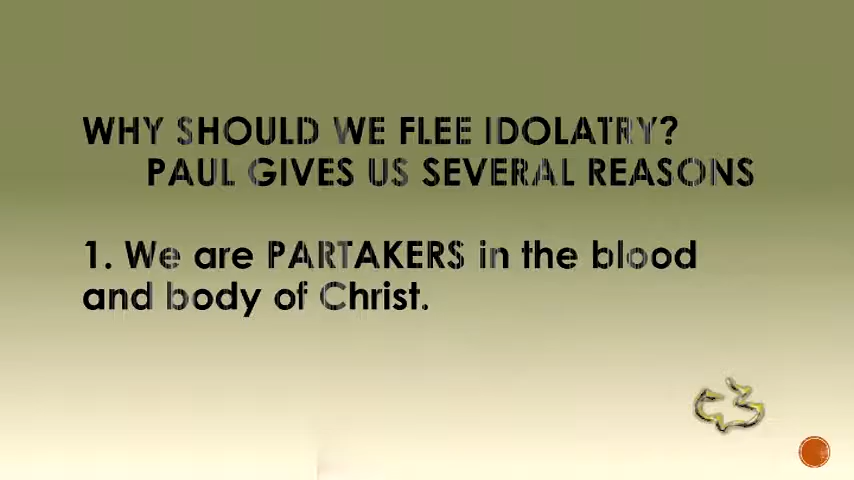 WHY SHOULD WE FLEE IDOLATRY?
PAUL GIVES US SEVERAL REASONS
1. We are PARTAKERS in the blood
and body of Christ.